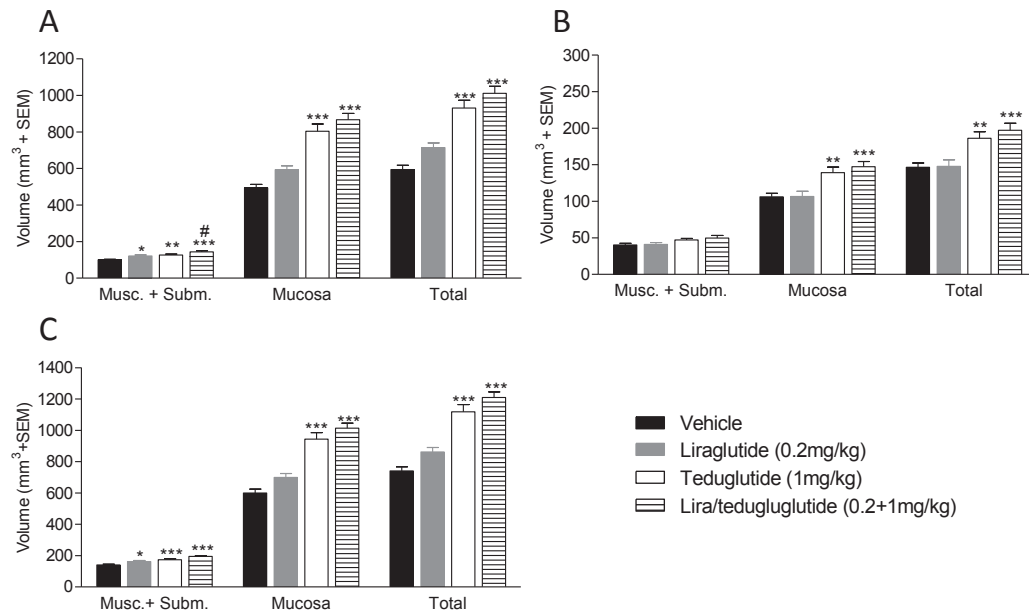 A
Volume (mm³ + SEM)
1200
1000
800
600
400
200
0
*
**
#
***
***
***
***
***
Musc. + Subm.
Mucosa
Total
B
Volume (mm³ + SEM)
300
250
200
150
100
50
0
**
***
**
***
Musc. + Subm.
Mucosa
Total
C
Volume (mm³+SEM)
1400
1200
1000
800
600
400
200
0
*
***
***
***
***
***
***
Musc.+ Subm.
Mucosa
Total
Vehicle
Liraglutide (0.2mg/kg)
Teduglutide (1mg/kg)
Lira/tedugluglutide (0.2+1mg/kg)